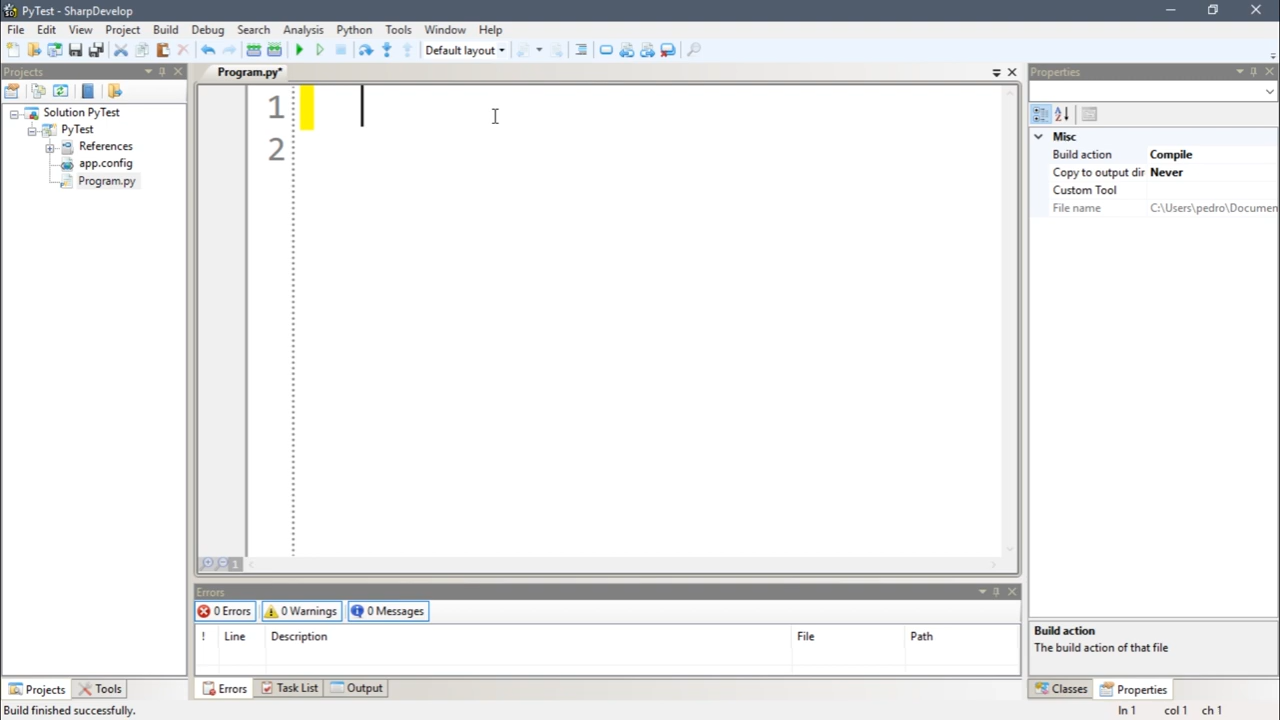 PyTest - SharpDevelop
File Edit View Project Build Debug Search Analysis Python Tools Window Help
Default layout
Projects
Program.py*
Properties
Solution PyTest
PyTest
References
app.config
Program.py
1
2
Misc
Build action Compile
Copy to output dir Never
Custom Tool
File name C:\Users\pedro\Documen
1
Errors
0 Errors 0 Warnings 0 Messages
! Line Description File Path
Build action
The build action of that file
Projects Tools
Errors Task List Output
Classes Properties
Build finished successfully.
ln 1 col 1 ch 1